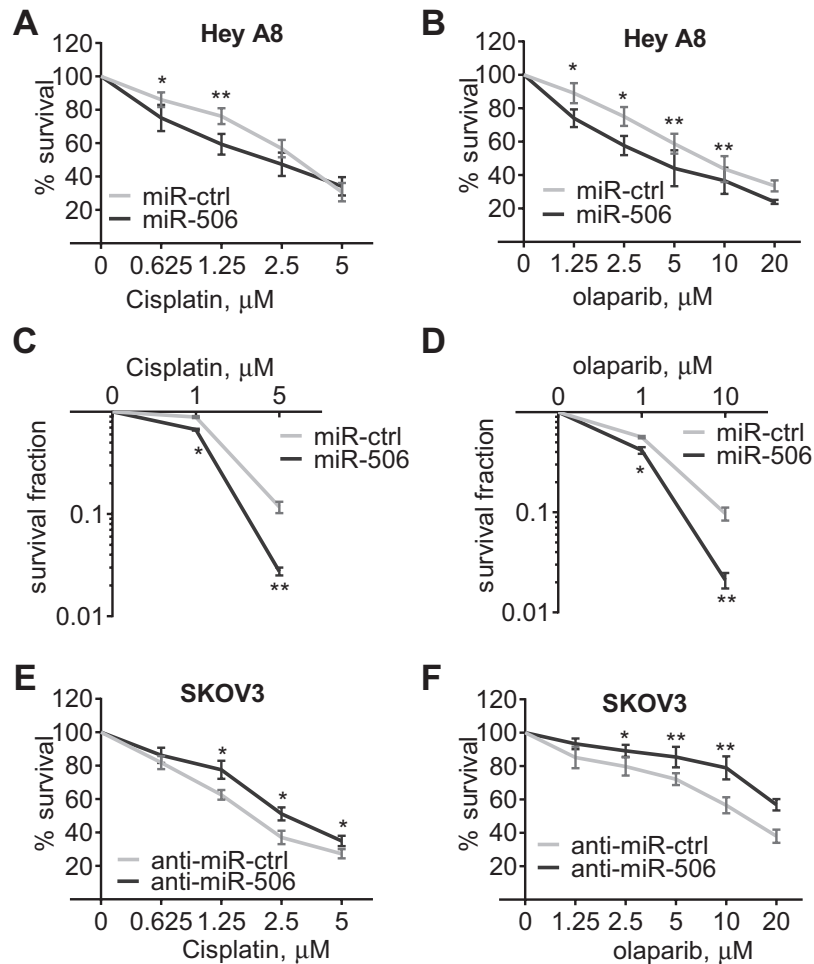 A
Hey A8
120
100
80
60
40
20
% survival
* **
miR-ctrl
miR-506
0 0.625 1.25 2.5 5
Cisplatin, μM
B
Hey A8
120
100
80
60
40
20
% survival
* * ** **
miR-ctrl
miR-506
0 1.25 2.5 5 10 20
olaparib, μM
C
Cisplatin, μM
0 1 5
survival fraction
0.1
0.01
miR-ctrl
miR-506
*
**
D
olaparib, μM
0 1 10
survival fraction
0.1
0.01
miR-ctrl
miR-506
*
**
E
SKOV3
120
100
80
60
40
20
% survival
* * *
anti-miR-ctrl
anti-miR-506
0 0.625 1.25 2.5 5
Cisplatin, μM
F
SKOV3
120
100
80
60
40
20
% survival
* ** **
anti-miR-ctrl
anti-miR-506
0 1.25 2.5 5 10 20
olaparib, μM